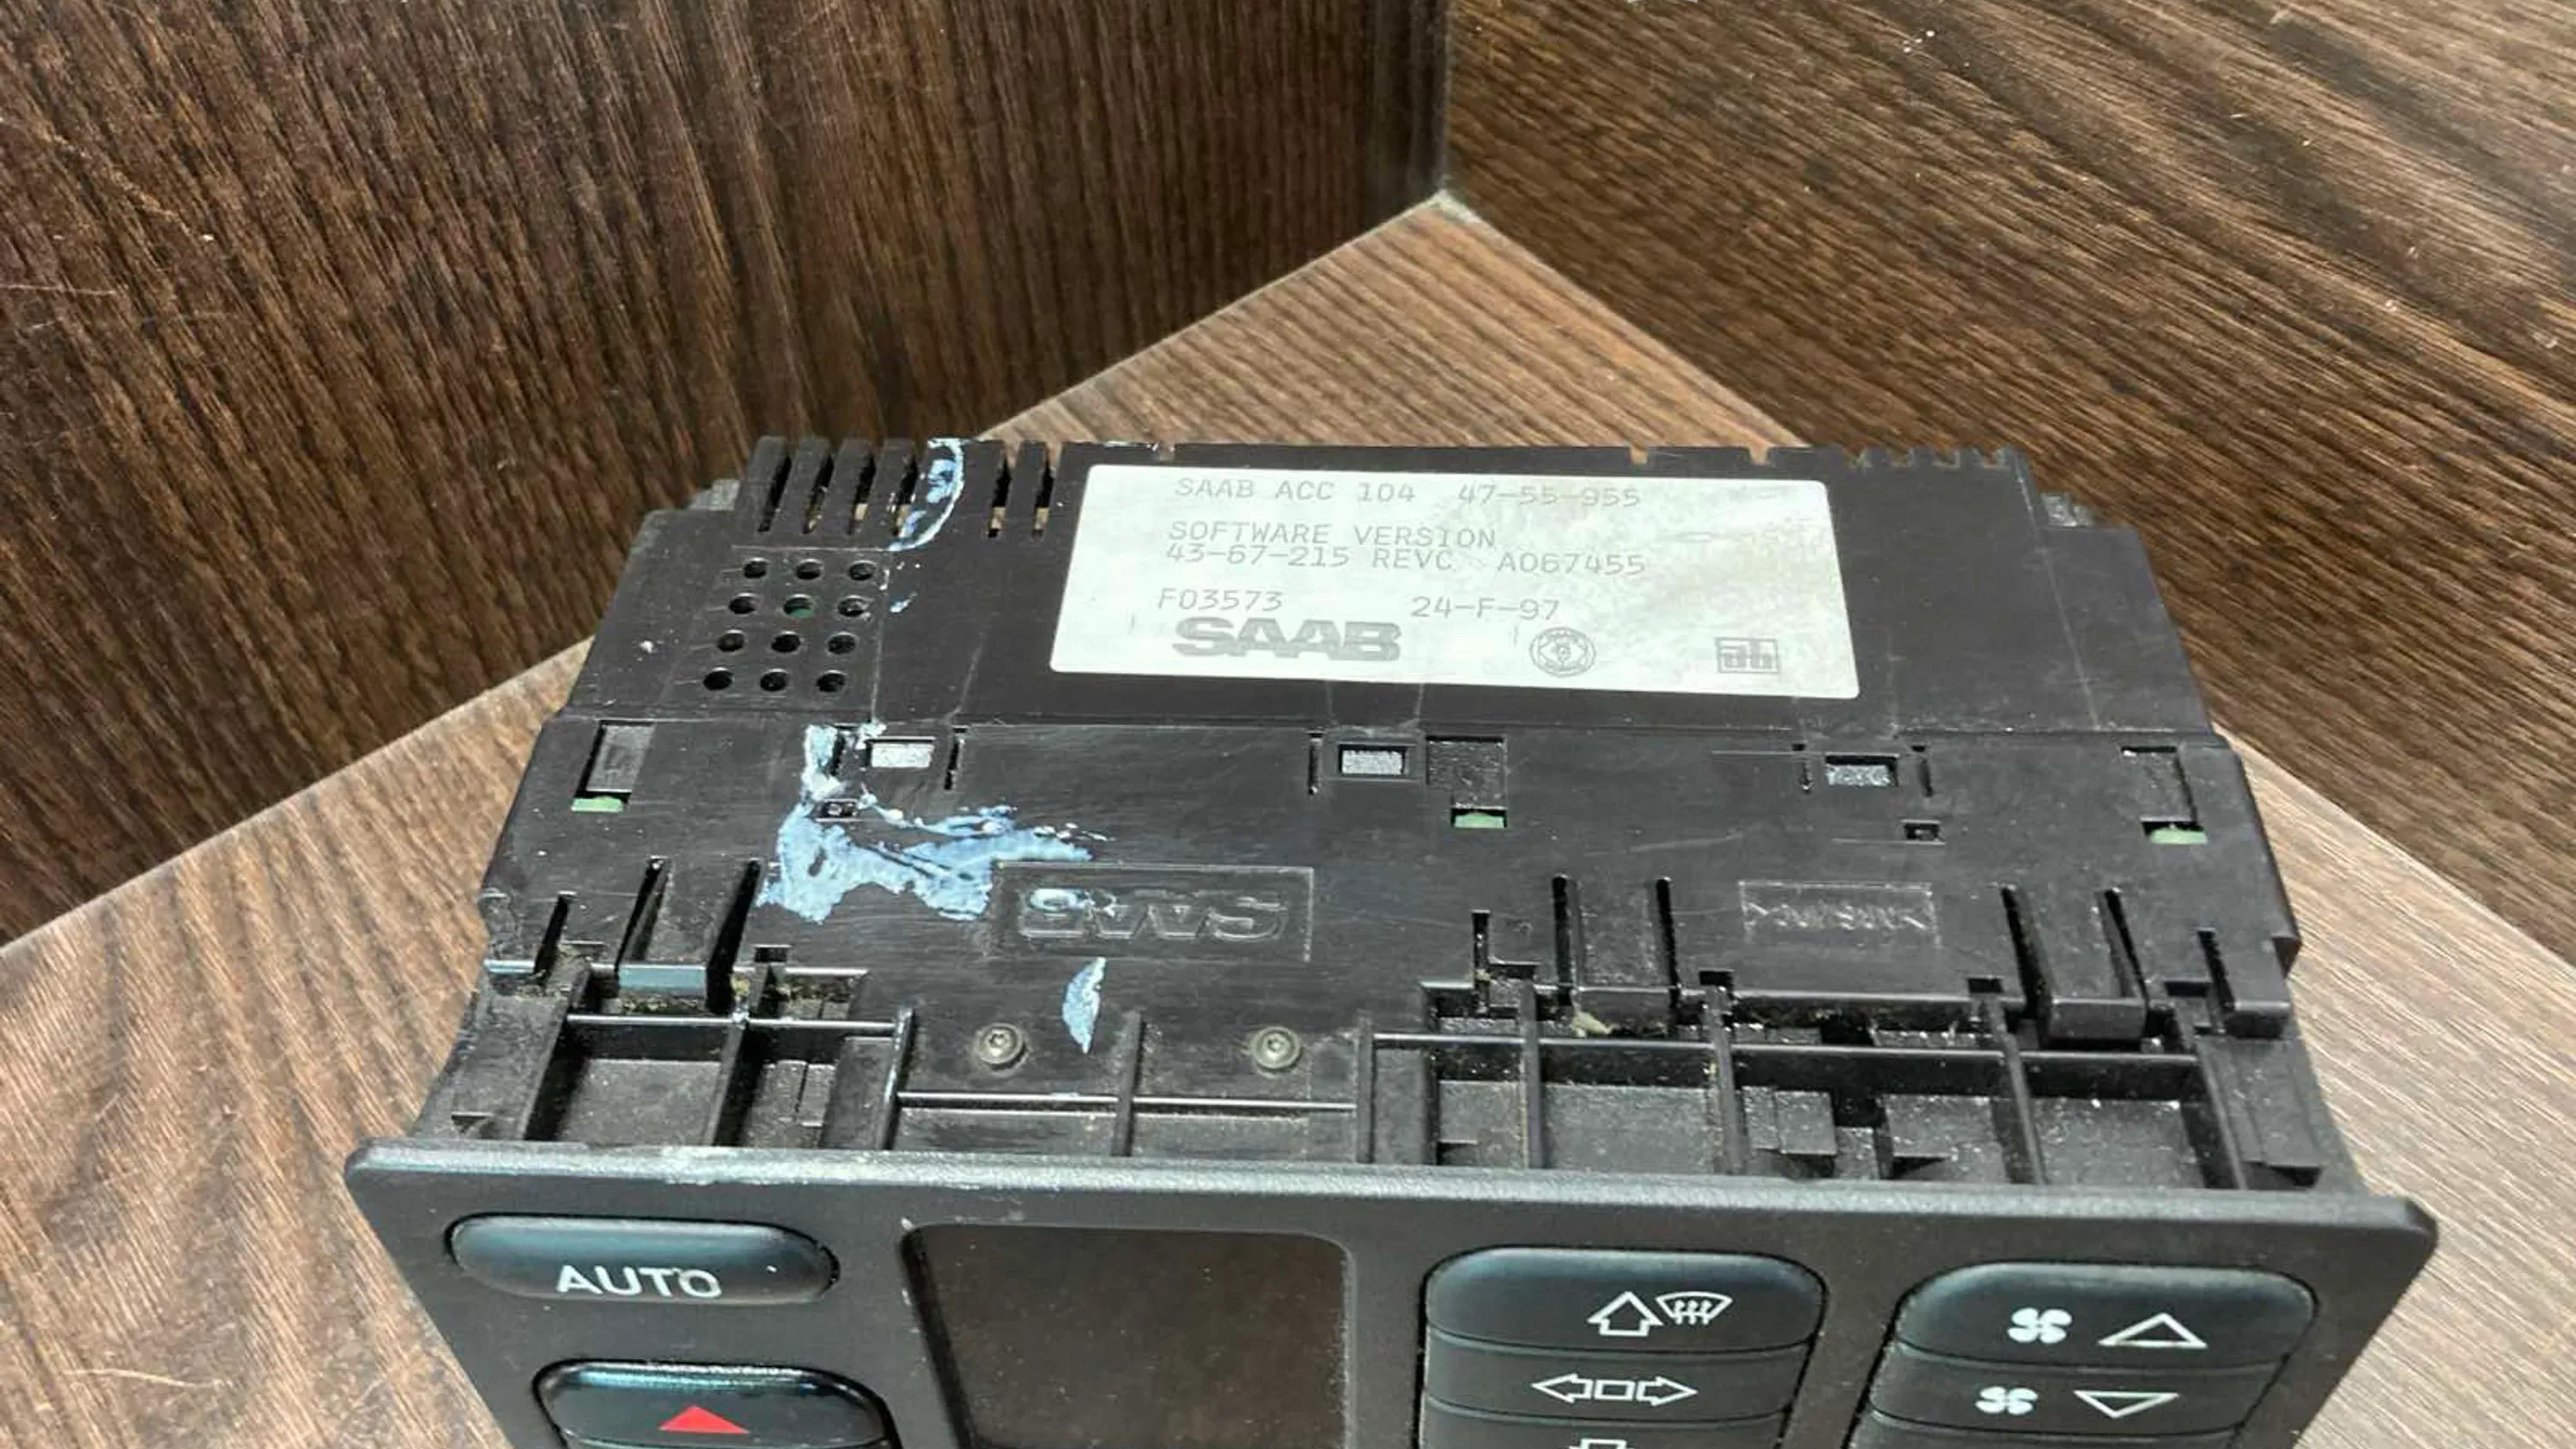 SAAB ACC 104 47-55-955
SOFTWARE VERSION
43-67-215 REVC A067455
F03573 24-F-97
SAAB
SAAB
AUTO